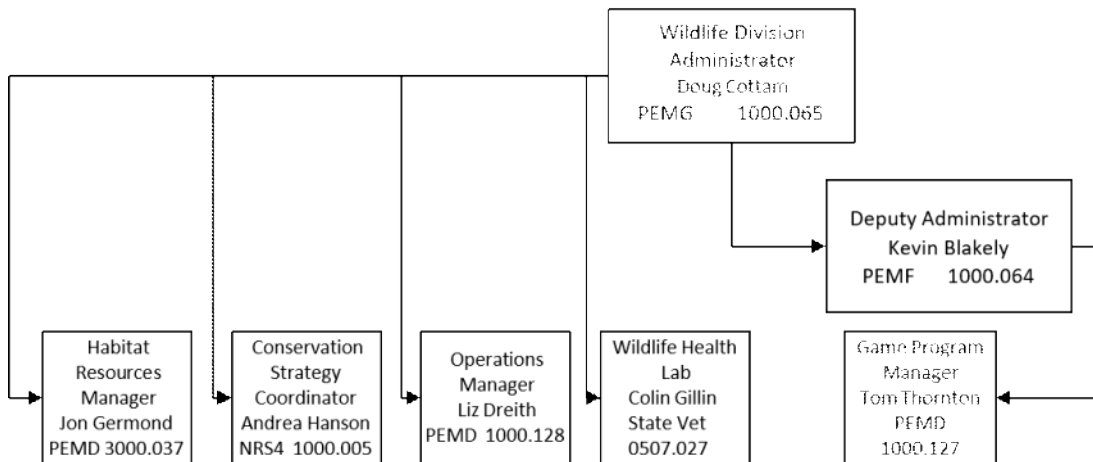 Wildlife Division
Administrator
Doug Cottam
PEMG 1000.065
Deputy Administrator
Kevin Blakely
PEMF 1000.064
Habitat
Resources
Manager
Jon Germond
PEMD 3000.037
Conservation
Strategy
Coordinator
Andrea Hanson
NRS4 1000.005
Operations
Manager
Liz Dreith
PEMD 1000.128
Wildlife Health
Lab
Colin Gillin
State Vet
0507.027
Game Program
Manager
Tom Thornton
PEMD
1000.127